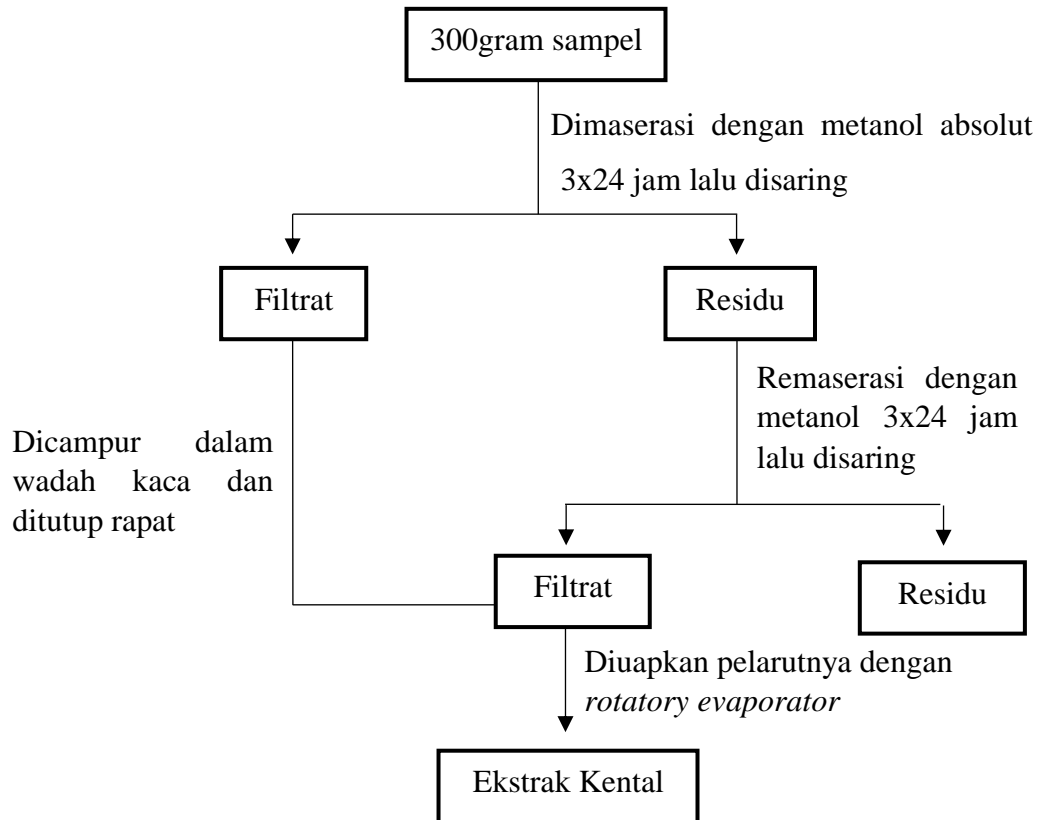 300gram sampel
Dimaserasi dengan metanol absolut
3x24 jam lalu disaring
Filtrat
Residu
Remaserasi dengan
metanol 3x24 jam
lalu disaring
Dicampur dalam
wadah kaca dan
ditutup rapat
Filtrat
Residu
Diuapkan pelarutnya dengan
rotatory evaporator
Ekstrak Kental